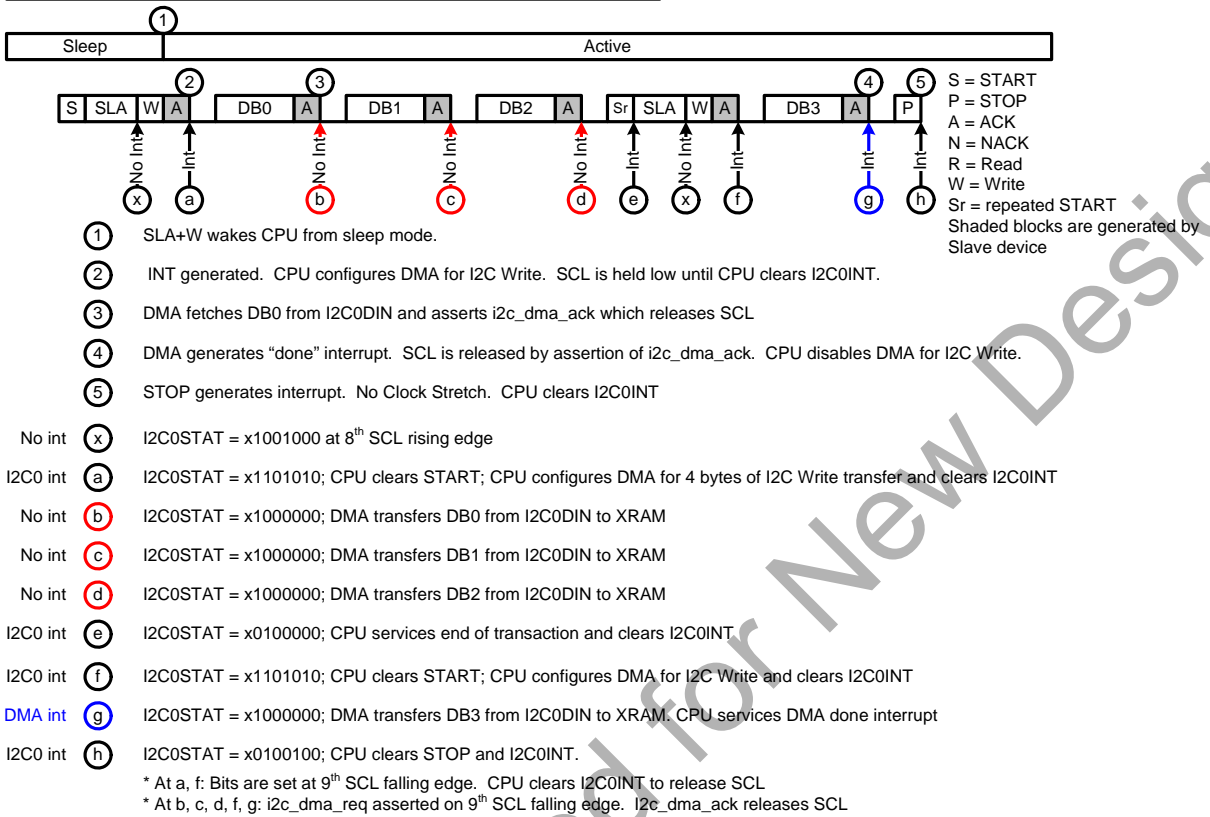 1
Sleep Active
2 3 4 5
S SLA W A DB0 A DB1 A DB2 A Sr SLA W A DB3 A P
No Int Int No Int No Int No Int Int No Int Int Int Int
x a b c d e x f g h
S = START
P = STOP
A = ACK
N = NACK
R = Read
W = Write
Sr = repeated START
Shaded blocks are generated by
Slave device
1 SLA+W wakes CPU from sleep mode.
2 INT generated. CPU configures DMA for I2C Write. SCL is held low until CPU clears I2C0INT.
3 DMA fetches DB0 from I2C0DIN and asserts i2c_dma_ack which releases SCL
4 DMA generates “done” interrupt. SCL is released by assertion of i2c_dma_ack. CPU disables DMA for I2C Write.
5 STOP generates interrupt. No Clock Stretch. CPU clears I2C0INT
No int x I2C0STAT = x1001000 at 8th SCL rising edge
I2C0 int a I2C0STAT = x1101010; CPU clears START; CPU configures DMA for 4 bytes of I2C Write transfer and clears I2C0INT
No int b I2C0STAT = x1000000; DMA transfers DB0 from I2C0DIN to XRAM
No int c I2C0STAT = x1000000; DMA transfers DB1 from I2C0DIN to XRAM
No int d I2C0STAT = x1000000; DMA transfers DB2 from I2C0DIN to XRAM
I2C0 int e I2C0STAT = x0100000; CPU services end of transaction and clears I2C0INT
I2C0 int f I2C0STAT = x1101010; CPU clears START; CPU configures DMA for I2C Write and clears I2C0INT
DMA int g I2C0STAT = x1000000; DMA transfers DB3 from I2C0DIN to XRAM. CPU services DMA done interrupt
I2C0 int h I2C0STAT = x0100100; CPU clears STOP and I2C0INT.
* At a, f: Bits are set at 9th SCL falling edge. CPU clears I2C0INT to release SCL
* At b, c, d, f, g: i2c_dma_req asserted on 9th SCL falling edge. I2c_dma_ack releases SCL
for New Desig